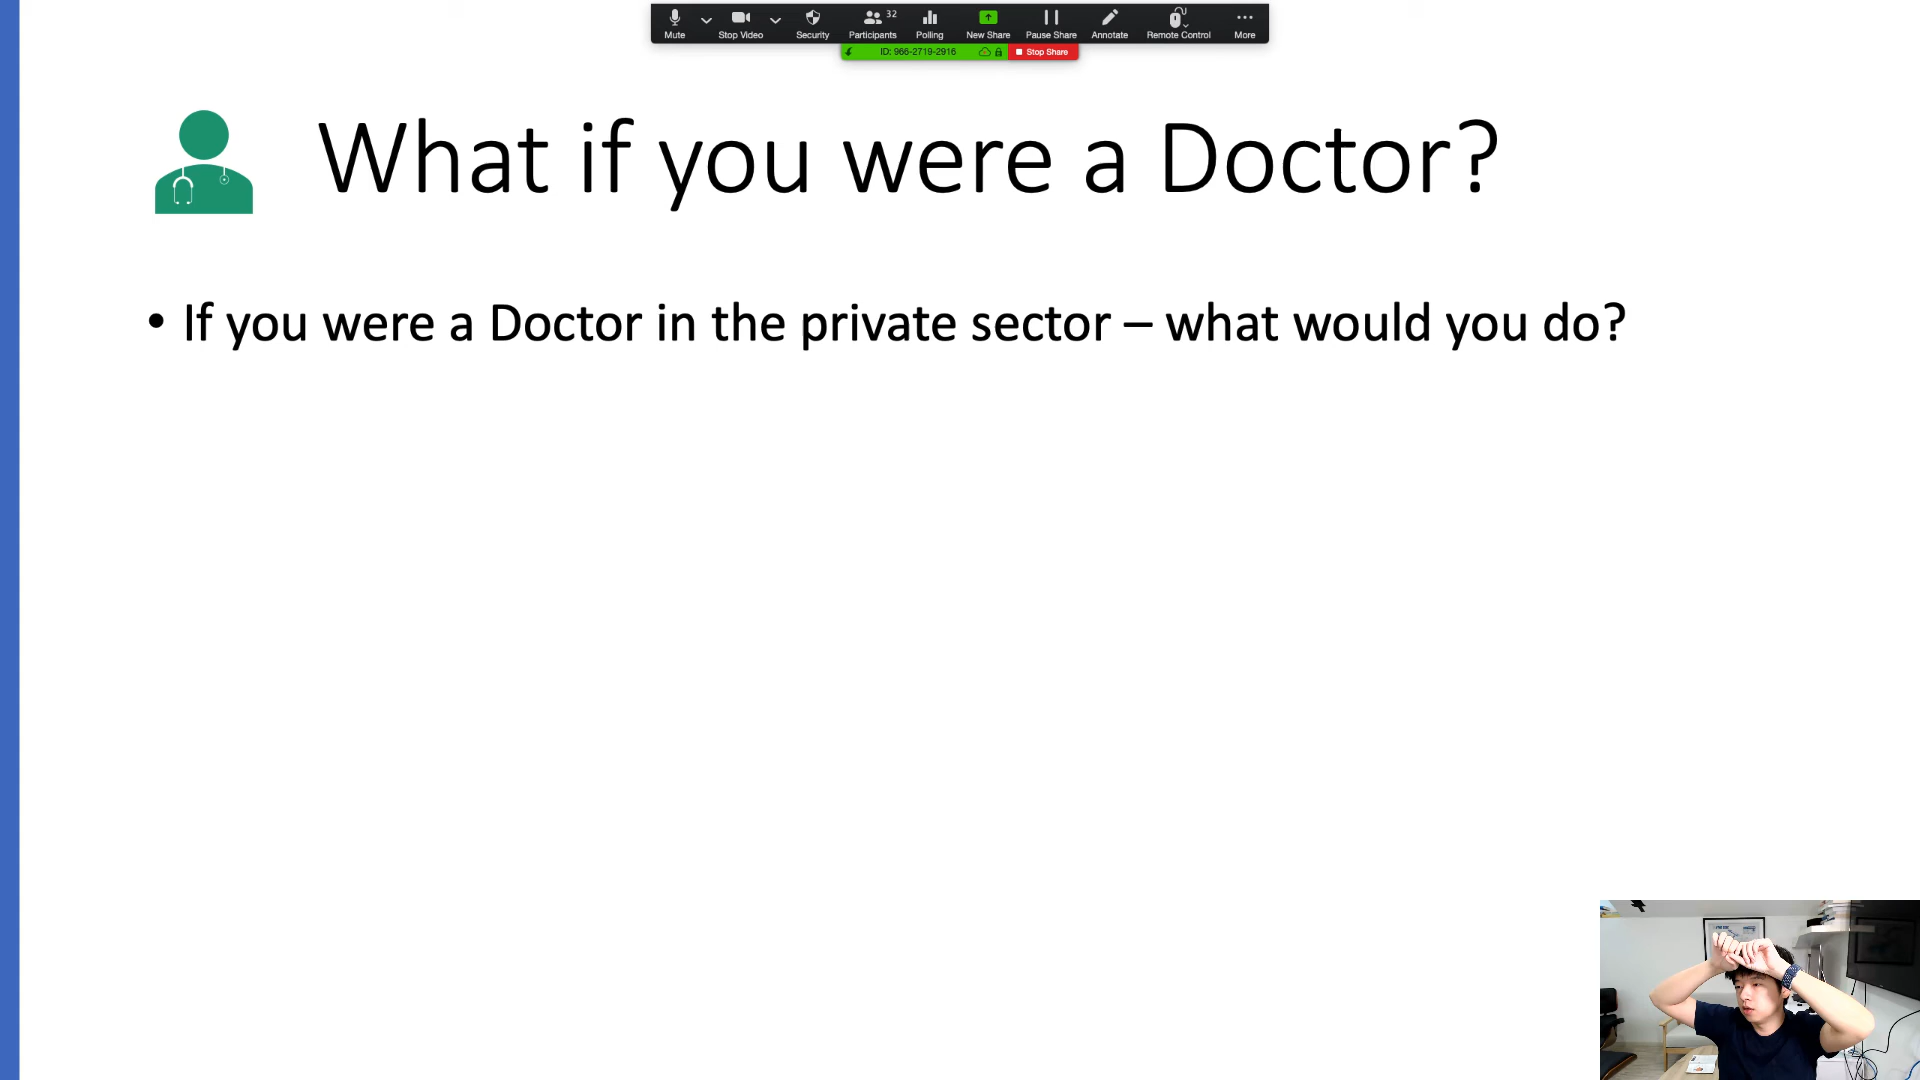 Mute
Stop Video
Security
Participants 32
Polling
New Share
Pause Share
Annotate
Remote Control
More
ID: 966-2719-2916
Stop Share
What if you were a Doctor?
• If you were a Doctor in the private sector – what would you do?